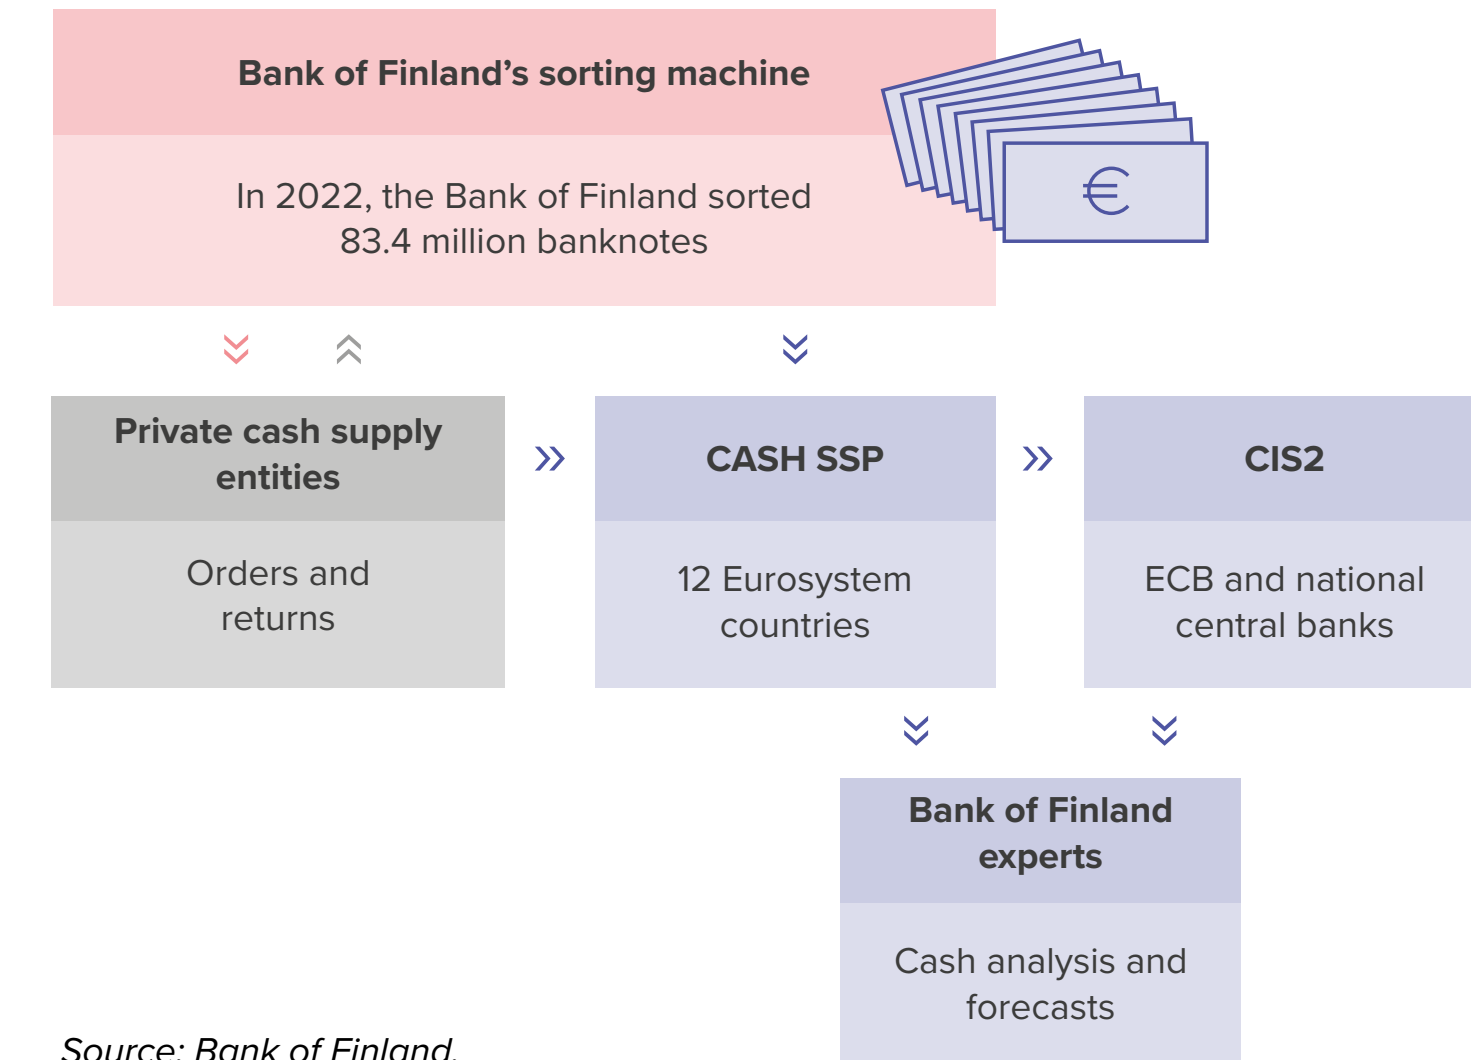 Bank of Finland’s sorting machine
In 2022, the Bank of Finland sorted
83.4 million banknotes
€
Private cash supply
entities
Orders and
returns
CASH SSP
12 Eurosystem
countries
CIS2
ECB and national
central banks
Bank of Finland
experts
Cash analysis and
forecasts
Source: Bank of Finland.